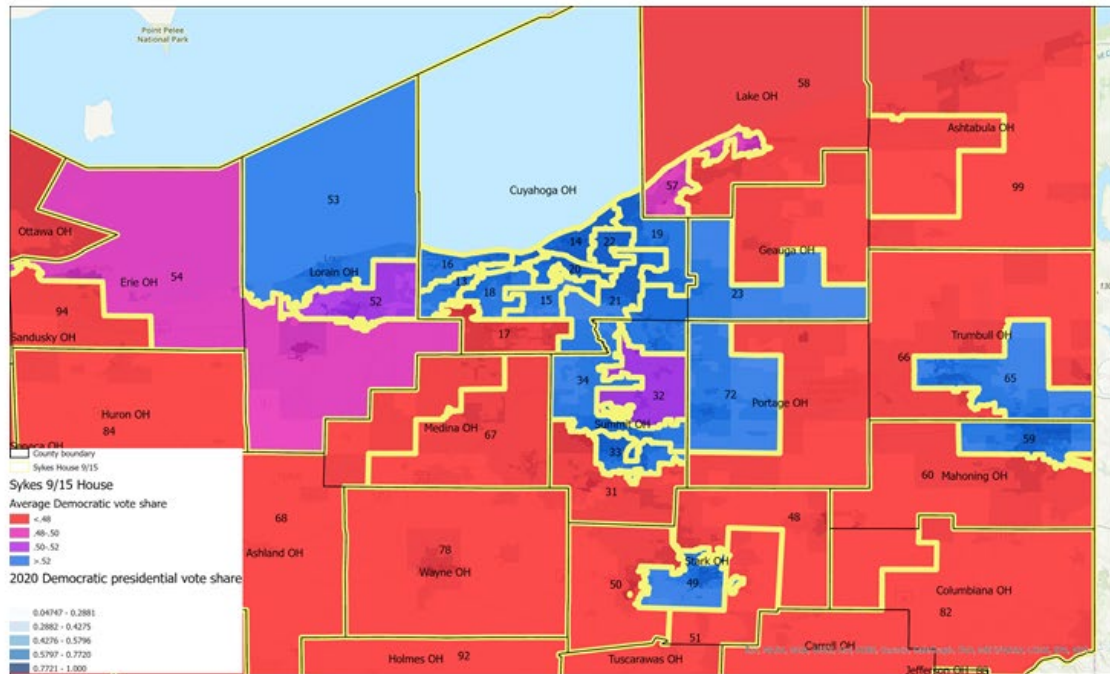 Point Pelee
National Park
58
Lake OH
Ashtabula OH
99
Cuyahoga OH
53
57
Ottawa OH
14
22
19
Geauga OH
Lorain OH
16
20
Erie OH
54
13
18
15
21
23
52
94
Sandusky OH
17
Trumbull OH
66
65
34
72
Portage OH
32
Huron OH
84
Medina OH
67
Summit OH
33
59
60
Mahoning OH
Seneca OH
County boundary
Sykes House 9/15
Sykes 9/15 House
Average Democratic vote share
<.48
.48-.50
.50-.52
>.52
2020 Democratic presidential vote share
0.04747 - 0.2881
0.2882 - 0.4275
0.4276 - 0.5796
0.5797 - 0.7720
0.7721 - 1.000
31
68
Ashland OH
78
Wayne OH
48
50
Stark OH
49
Columbiana OH
82
51
Carroll OH
Holmes OH
92
Tuscarawas OH
Jefferson OH